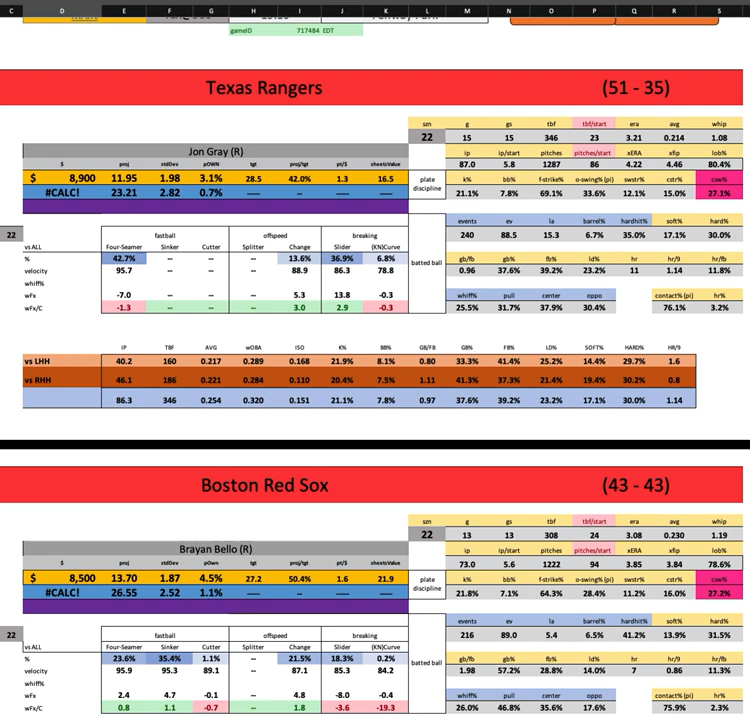 C D E F G H I J K L M N O P Q R S
gameID 717484 EDT
Texas Rangers (51 - 35)
szn g gs tbf tbf/start era avg whip
22 15 15 346 23 3.21 0.214 1.08
Jon Gray (R) ip ip/start pitches pitches/start xERA xfip lob%
87.0 5.8 1287 86 4.22 4.46 80.4%
$ proj stdDev pOWN tgt proj/tgt pt/$ sheetsValue
$ 8,900 11.95 1.98 3.1% 28.5 42.0% 1.3 16.5
plate discipline k% bb% f-strike% o-swing% (pi) swstr% cstr% csw%
#CALC! 23.21 2.82 0.7% ---- -- ---- ----
21.1% 7.8% 69.1% 33.6% 12.1% 15.0% 27.1%
events ev la barrel% hardhit% soft% hard%
22 fastball offspeed breaking
240 88.5 15.3 6.7% 35.0% 17.1% 30.0%
vs ALL Four-Seamer Sinker Cutter Splitter Change Slider (KN)Curve
% 42.7% -- -- -- 13.6% 36.9% 6.8%
batted ball gb/fb gb% fb% ld% hr hr/9 hr/fb
velocity 95.7 -- -- -- 88.9 86.3 78.8
0.96 37.6% 39.2% 23.2% 11 1.14 11.8%
whiff%
wFx -7.0 -- -- -- 5.3 13.8 -0.3
whiff% pull center oppo contact% (pi) hr%
wFx/C -1.3 -- -- -- 3.0 2.9 -0.3
25.5% 31.7% 37.9% 30.4% 76.1% 3.2%
IP TBF AVG wOBA ISO K% BB% GB/FB GB% FB% LD% SOFT% HARD% HR/9
vs LHH 40.2 160 0.217 0.289 0.168 21.9% 8.1% 0.80 33.3% 41.4% 25.2% 14.4% 29.7% 1.6
vs RHH 46.1 186 0.221 0.284 0.110 20.4% 7.5% 1.11 41.3% 37.3% 21.4% 19.4% 30.2% 0.8
86.3 346 0.254 0.320 0.151 21.1% 7.8% 0.97 37.6% 39.2% 23.2% 17.1% 30.0% 1.14
Boston Red Sox (43 - 43)
szn g gs tbf tbf/start era avg whip
22 13 13 308 24 3.08 0.230 1.19
Brayan Bello (R) ip ip/start pitches pitches/start xERA xfip lob%
73.0 5.6 1222 94 3.85 3.84 78.6%
$ proj stdDev pOwn tgt proj/tgt pt/$ sheetsValue
$ 8,500 13.70 1.87 4.5% 27.2 50.4% 1.6 21.9
plate discipline k% bb% f-strike% o-swing% (pi) swstr% cstr% csw%
#CALC! 26.55 2.52 1.1% ---- -- ---- ----
21.8% 7.1% 64.3% 28.4% 11.2% 16.0% 27.2%
events ev la barrel% hardhit% soft% hard%
22 fastball offspeed breaking
216 89.0 5.4 6.5% 41.2% 13.9% 31.5%
vs ALL Four-Seamer Sinker Cutter Splitter Change Slider (KN)Curve
% 23.6% 35.4% 1.1% -- 21.5% 18.3% 0.2%
batted ball gb/fb gb% fb% ld% hr hr/9 hr/fb
velocity 95.9 95.3 89.1 -- 87.1 85.3 84.2
1.98 57.2% 28.8% 14.0% 7 0.86 11.3%
whiff%
wFx 2.4 4.7 -0.1 -- 4.8 -8.0 -0.4
whiff% pull center oppo contact% (pi) hr%
wFx/C 0.8 1.1 -0.7 -- 1.8 -3.6 -19.3
26.0% 46.8% 35.6% 17.6% 75.9% 2.3%